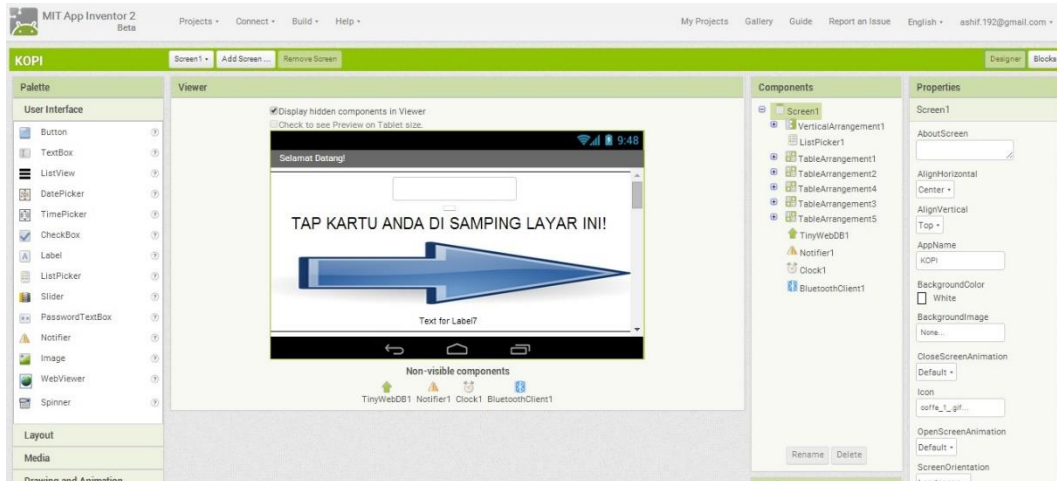 MIT App Inventor 2
Beta
Projects Connect Build Help
My Projects Gallery Guide Report an Issue English ashif.192@gmail.com
KOPI
Screen1 Add Screen ... Remove Screen
Designer Blocks
Palette
User Interface
Button
TextBox
ListView
DatePicker
TimePicker
CheckBox
Label
ListPicker
Slider
PasswordTextBox
Notifier
Image
WebViewer
Spinner
Layout
Media
Drawing and Animation
Viewer
Display hidden components in Viewer
Check to see Preview on Tablet size.
9:48
Selamat Datang!
TAP KARTU ANDA DI SAMPING LAYAR INI!
Text for Label7
Non-visible components
TinyWebDB1 Notifier1 Clock1 BluetoothClient1
Components
Screen1
VerticalArrangement1
ListPicker1
TableArrangement1
TableArrangement2
TableArrangement4
TableArrangement3
TableArrangement5
TinyWebDB1
Notifier1
Clock1
BluetoothClient1
Rename Delete
Properties
Screen1
AboutScreen
AlignHorizontal
Center
AlignVertical
Top
AppName
KOPI
BackgroundColor
White
BackgroundImage
None...
CloseScreenAnimation
Default
Icon
coffe_1_.gif...
OpenScreenAnimation
Default
ScreenOrientation